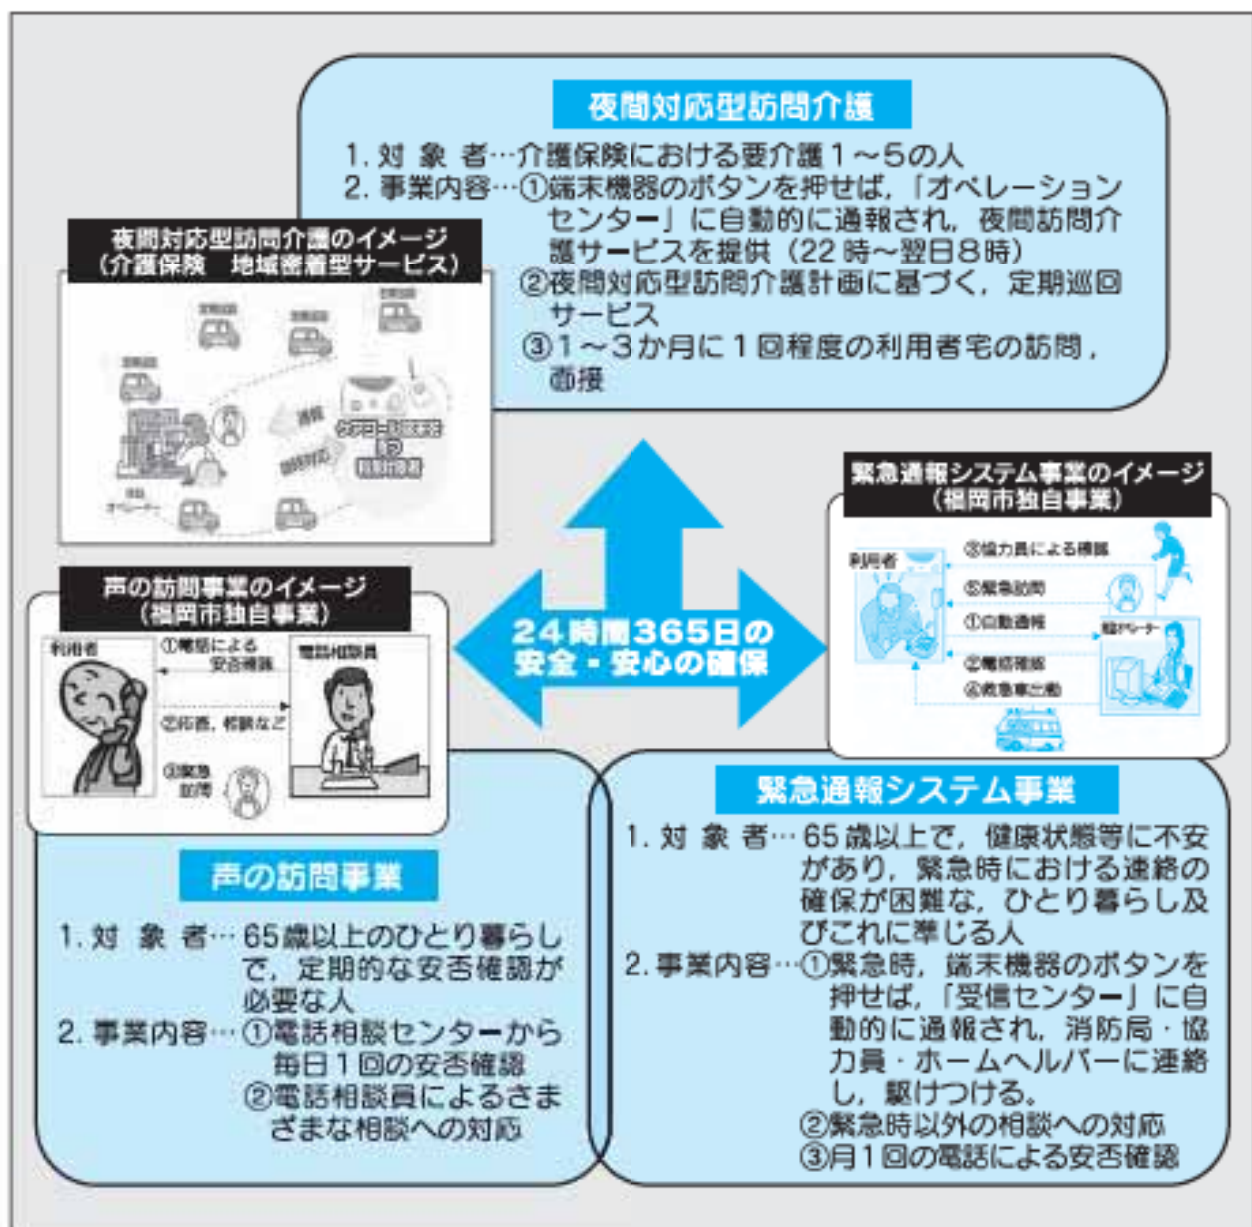 夜間対応型訪問介護
1. 対 象 者…介護保険における要介護1～5の人
2. 事業内容…①端末機器のボタンを押せば,「オペレーション
センター」に自動的に通報され, 夜間訪問介
護サービスを提供（22時～翌日8時）
②夜間対応型訪問介護計画に基づく, 定期巡回
サービス
③1～3か月に1回程度の利用者宅の訪問,
面接
夜間対応型訪問介護のイメージ
（介護保険　地域密着型サービス）
通報
随時対応
オペレーター
24時間365日の
安全・安心の確保
緊急通報システム事業のイメージ
（福岡市独自事業）
利用者
③協力員による確認
⑤緊急訪問
①自動通報
②電話確認
④救急車出動
声の訪問事業のイメージ
（福岡市独自事業）
利用者
①電話による
安否確認
電話相談員
②応答, 相談など
③緊急
訪問
声の訪問事業
1. 対 象 者…65歳以上のひとり暮らし
で, 定期的な安否確認が
必要な人
2. 事業内容…①電話相談センターから
毎日1回の安否確認
②電話相談員によるさま
ざまな相談への対応
緊急通報システム事業
1. 対 象 者…65歳以上で, 健康状態等に不安
があり, 緊急時における連絡の
確保が困難な, ひとり暮らし及
びこれに準じる人
2. 事業内容…①緊急時, 端末機器のボタンを
押せば,「受信センター」に自
動的に通報され, 消防局・協
力員・ホームヘルパーに連絡
し, 駆けつける。
②緊急時以外の相談への対応
③月1回の電話による安否確認